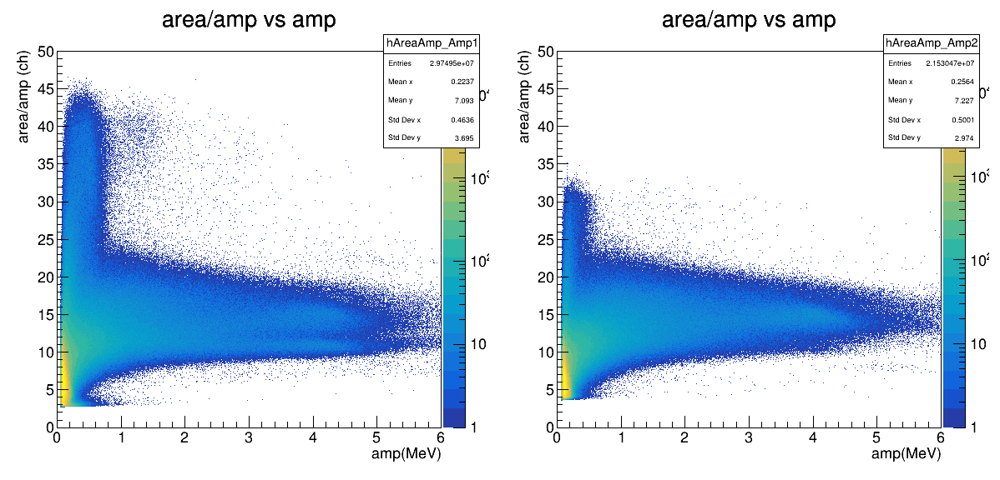 area/amp vs amp
hAreaAmp_Amp1
Entries 2.97495e+07
Mean x 0.2237
Mean y 7.093
Std Dev x 0.4636
Std Dev y 3.695
area/amp (ch)
50
45
40
35
30
25
20
15
10
5
0
0 1 2 3 4 5 6
amp(MeV)
10³
10²
10
1
area/amp vs amp
hAreaAmp_Amp2
Entries 2.153047e+07
Mean x 0.2564
Mean y 7.227
Std Dev x 0.5001
Std Dev y 2.974
area/amp (ch)
50
45
40
35
30
25
20
15
10
5
0
0 1 2 3 4 5 6
amp(MeV)
10³
10²
10
1